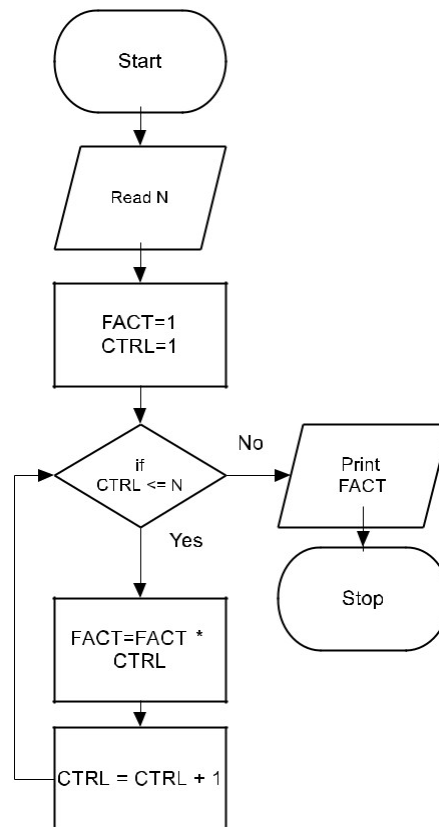 Start
Read N
FACT=1
CTRL=1
if
CTRL <= N
No
Print
FACT
Yes
Stop
FACT=FACT *
CTRL
CTRL = CTRL + 1